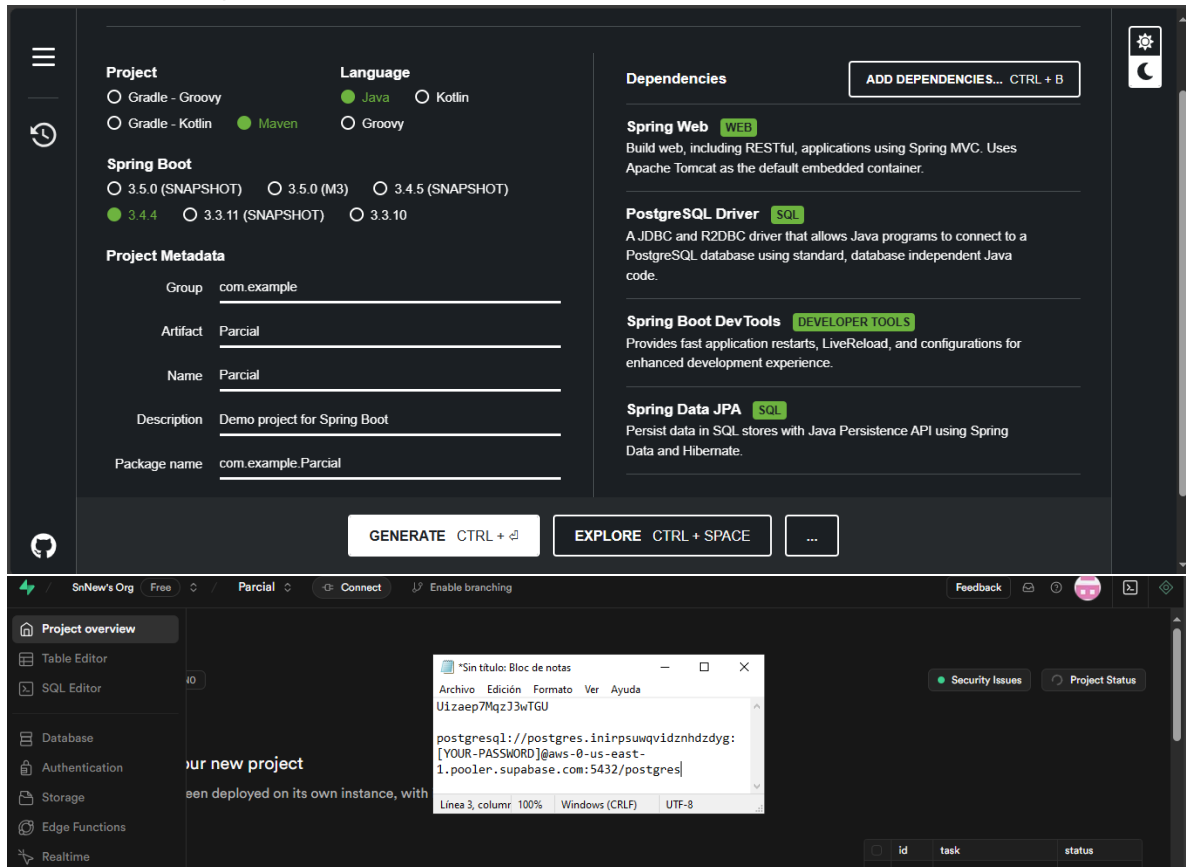 Project
Language
Gradle - Groovy
Java
Kotlin
Gradle - Kotlin
Maven
Groovy
Spring Boot
3.5.0 (SNAPSHOT)
3.5.0 (M3)
3.4.5 (SNAPSHOT)
3.4.4
3.3.11 (SNAPSHOT)
3.3.10
Project Metadata
Group com.example
Artifact Parcial
Name Parcial
Description Demo project for Spring Boot
Package name com.example.Parcial
Dependencies
ADD DEPENDENCIES... CTRL + B
Spring Web WEB
Build web, including RESTful, applications using Spring MVC. Uses
Apache Tomcat as the default embedded container.
PostgreSQL Driver SQL
A JDBC and R2DBC driver that allows Java programs to connect to a
PostgreSQL database using standard, database independent Java
code.
Spring Boot DevTools DEVELOPER TOOLS
Provides fast application restarts, LiveReload, and configurations for
enhanced development experience.
Spring Data JPA SQL
Persist data in SQL stores with Java Persistence API using Spring
Data and Hibernate.
GENERATE CTRL + ⏎
EXPLORE CTRL + SPACE
...
SnNew's Org Free / Parcial Connect Enable branching
Feedback
Project overview
Table Editor
SQL Editor
Database
Authentication
Storage
Edge Functions
Realtime
*Sin título: Bloc de notas
Archivo Edición Formato Ver Ayuda
Uizaep7MqzJ3wTGU
postgresql://postgres.inirpsuwqvidznhdzdyg:
[YOUR-PASSWORD]@aws-0-us-east-
1.pooler.supabase.com:5432/postgres
Línea 3, columr 100% Windows (CRLF) UTF-8
Security Issues
Project Status
our new project
een deployed on its own instance, with
id task status